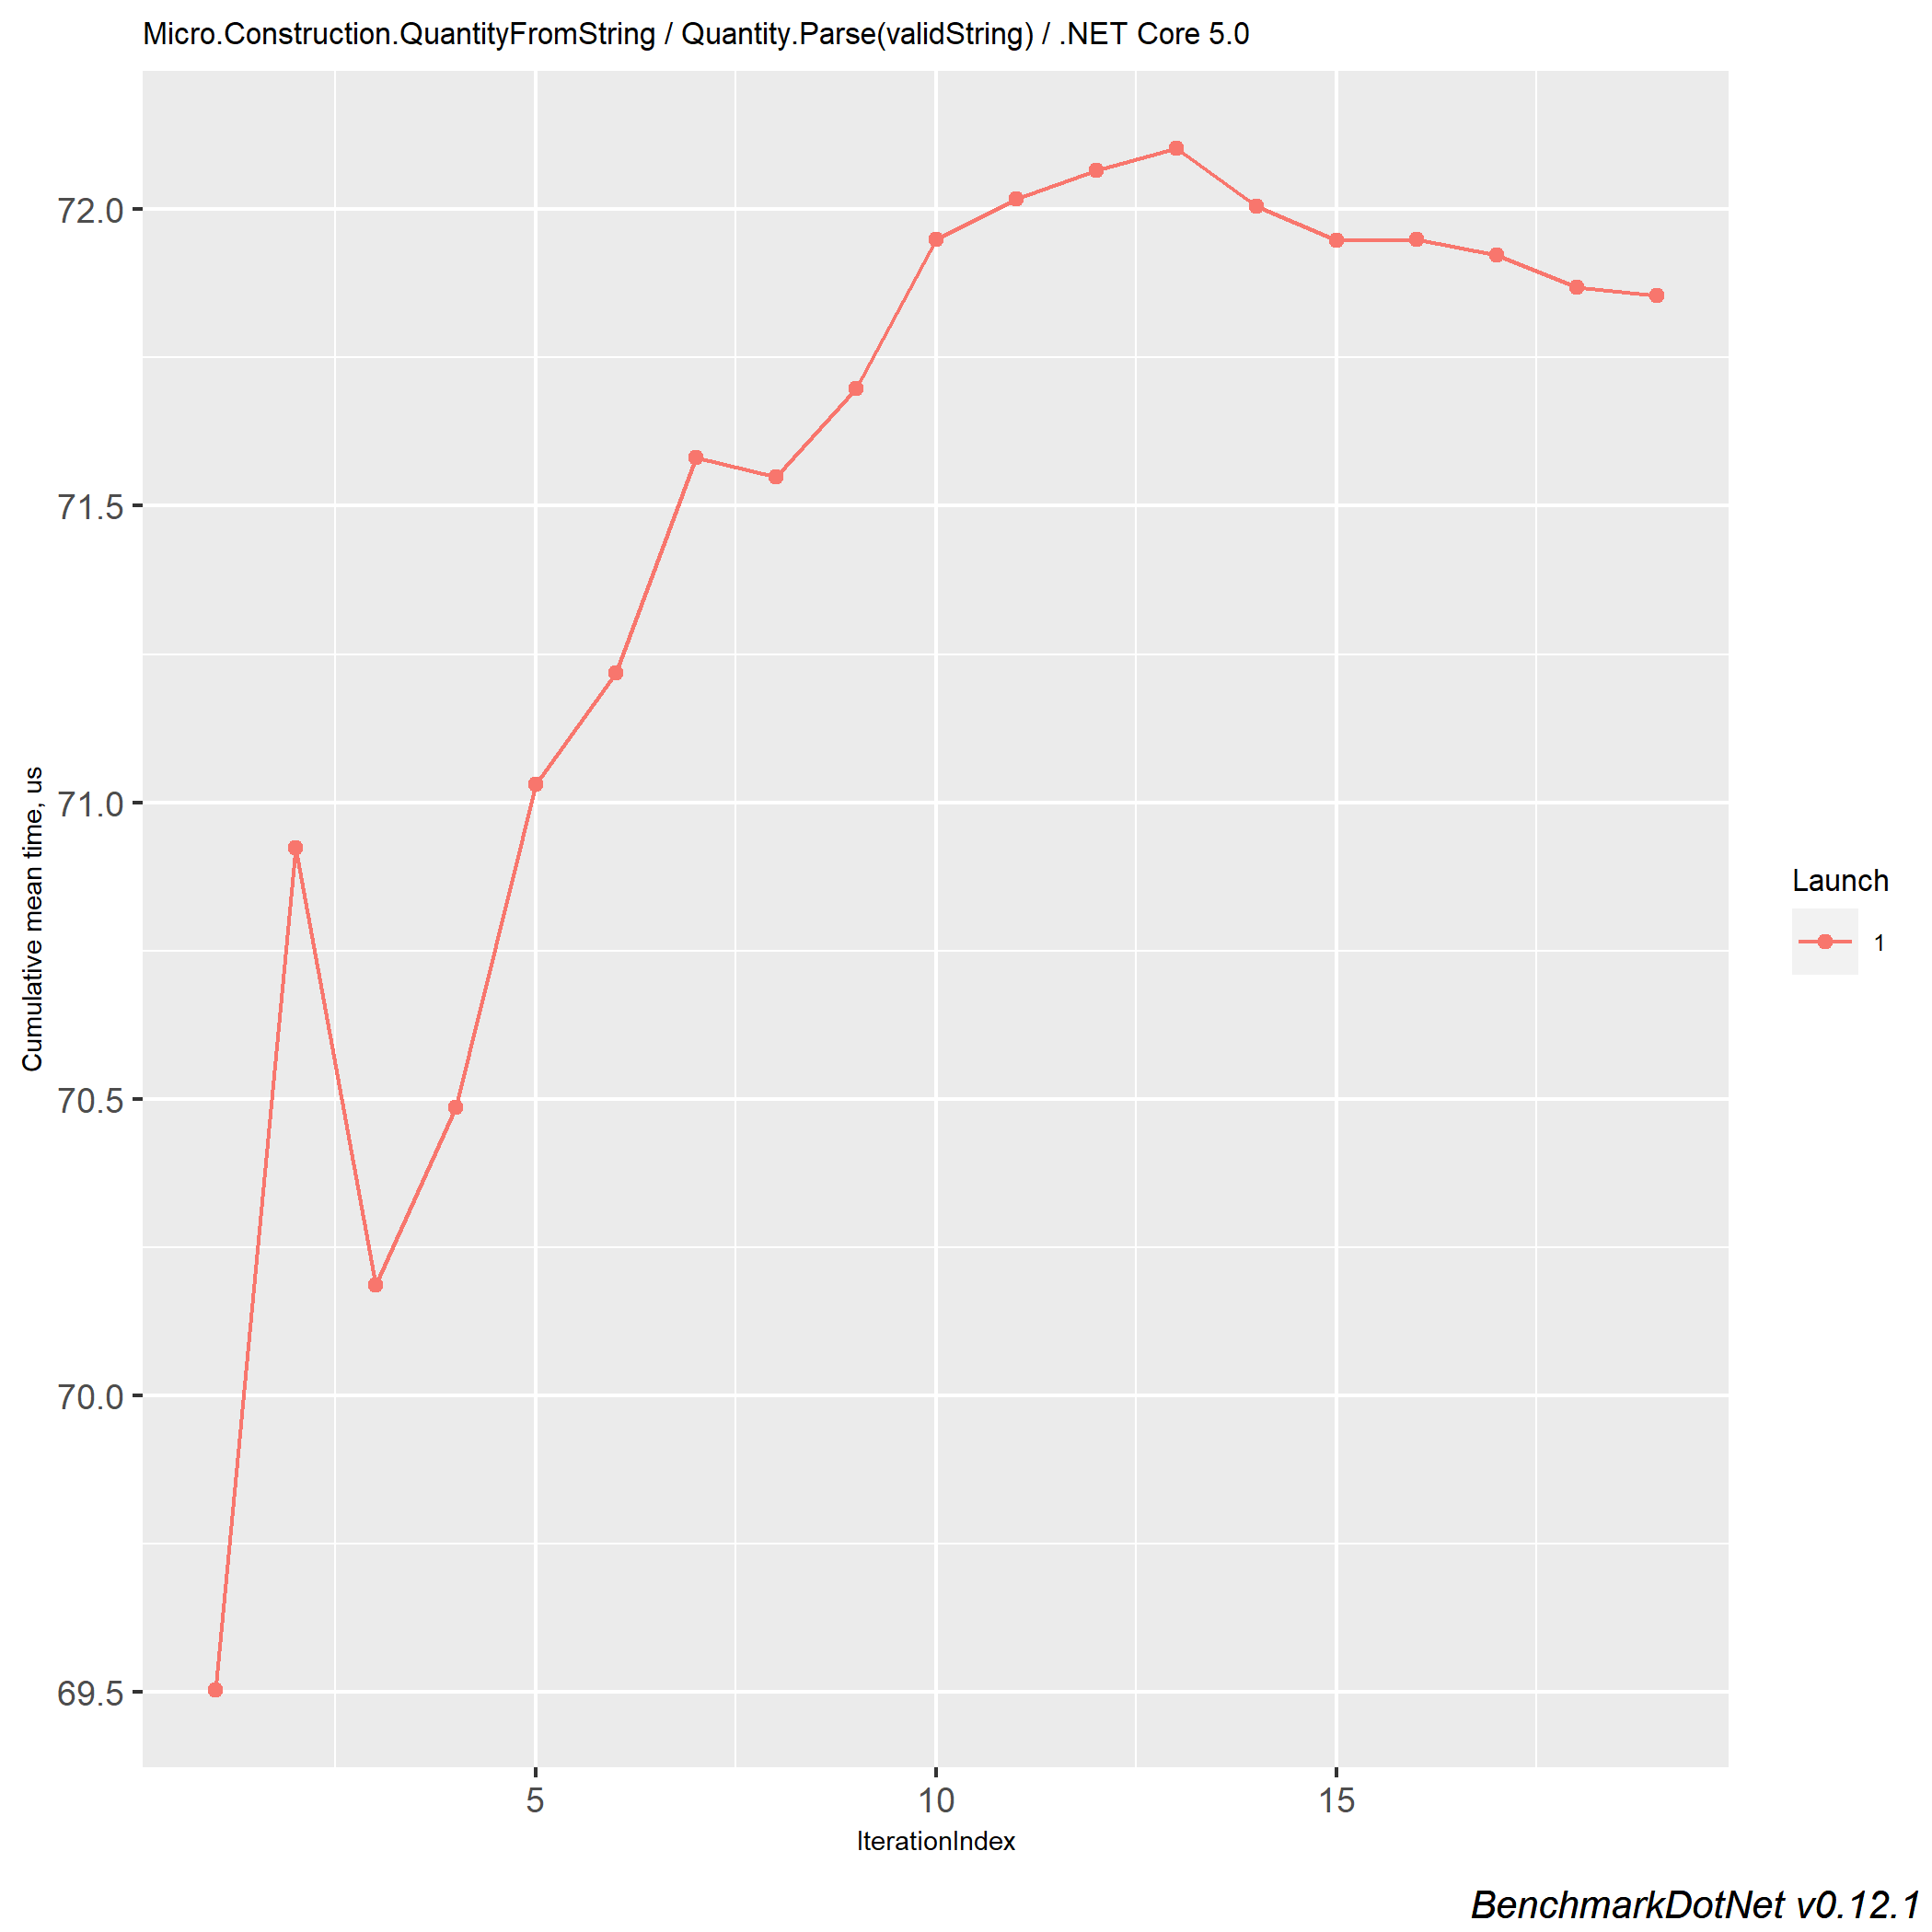 Micro.Construction.QuantityFromString / Quantity.Parse(validString) / .NET Core 5.0
72.0
71.5
71.0
70.5
70.0
69.5
Cumulative mean time, us
5
10
15
IterationIndex
Launch
1
BenchmarkDotNet v0.12.1